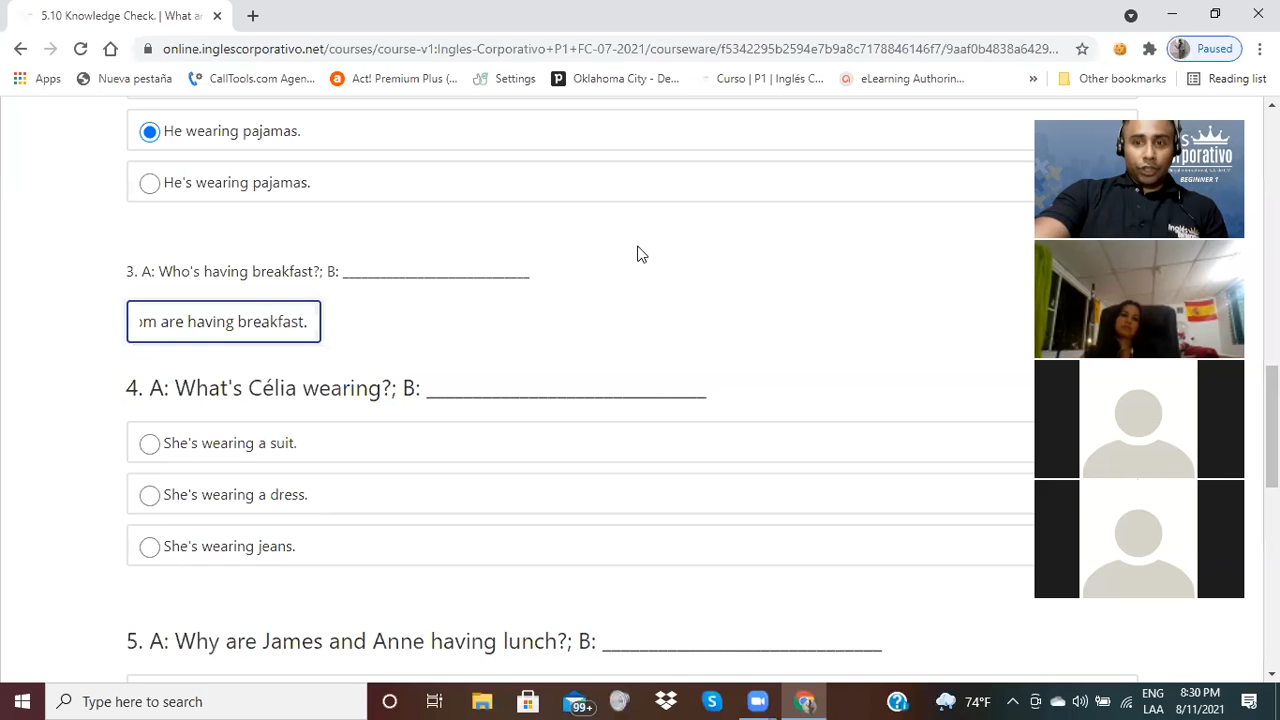 5.10 Knowledge Check. | What a
Paused
online.inglescorporativo.net/courses/course-v1:Ingles-Corporativo+P1+FC-07-2021/courseware/f5342295b2594e7b9a8c7178846146f7/9aaf0b4838a6429...
Apps Nueva pestaña CallTools.com Agen... Act! Premium Plus (... Settings Oklahoma City - De... Curso | P1 | Inglés C... eLearning Authorin... » Other bookmarks Reading list
He wearing pajamas.
He's wearing pajamas.
BEGINNER 1
3. A: Who's having breakfast?; B: ____________________________
om are having breakfast.
4. A: What's Célia wearing?; B: ____________________________
She's wearing a suit.
She's wearing a dress.
She's wearing jeans.
5. A: Why are James and Anne having lunch?; B: ____________________________
Type here to search
99+
74°F
ENG
LAA
8:30 PM
8/11/2021